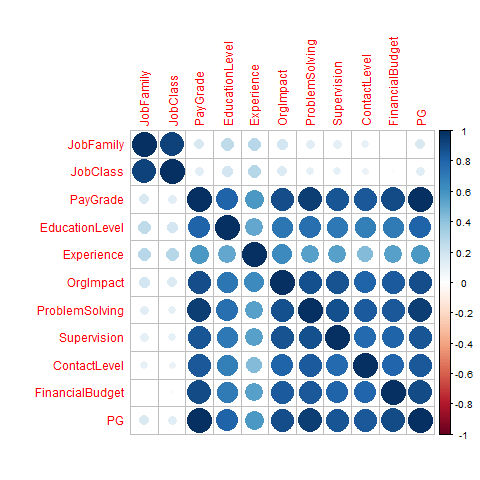 JobFamily
JobClass
PayGrade
EducationLevel
Experience
OrgImpact
ProblemSolving
Supervision
ContactLevel
FinancialBudget
PG
JobFamily
JobClass
PayGrade
EducationLevel
Experience
OrgImpact
ProblemSolving
Supervision
ContactLevel
FinancialBudget
PG
1
0.8
0.6
0.4
0.2
0
-0.2
-0.4
-0.6
-0.8
-1